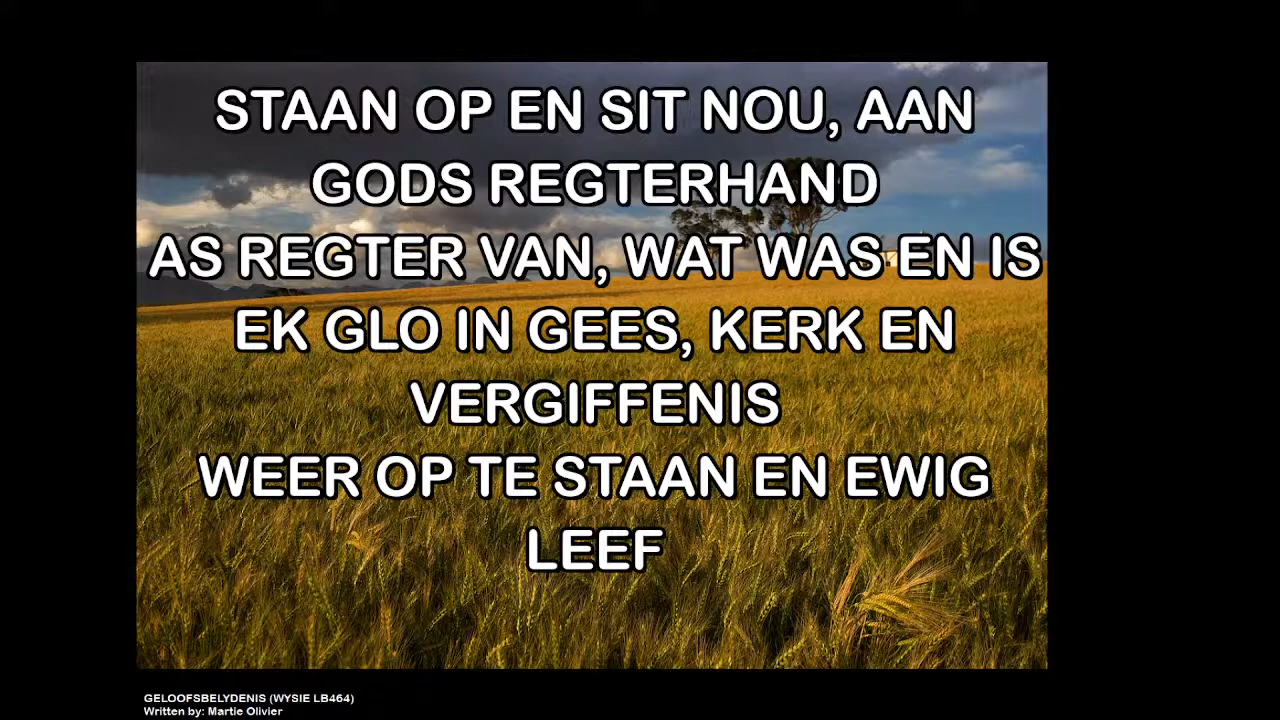 STAAN OP EN SIT NOU, AAN
GODS REGTERHAND
AS REGTER VAN, WAT WAS EN IS
EK GLO IN GEES, KERK EN
VERGIFFENIS
WEER OP TE STAAN EN EWIG
LEEF
GELOOFSBELYDENIS (WYSIE LB464)
Written by: Martie Olivier